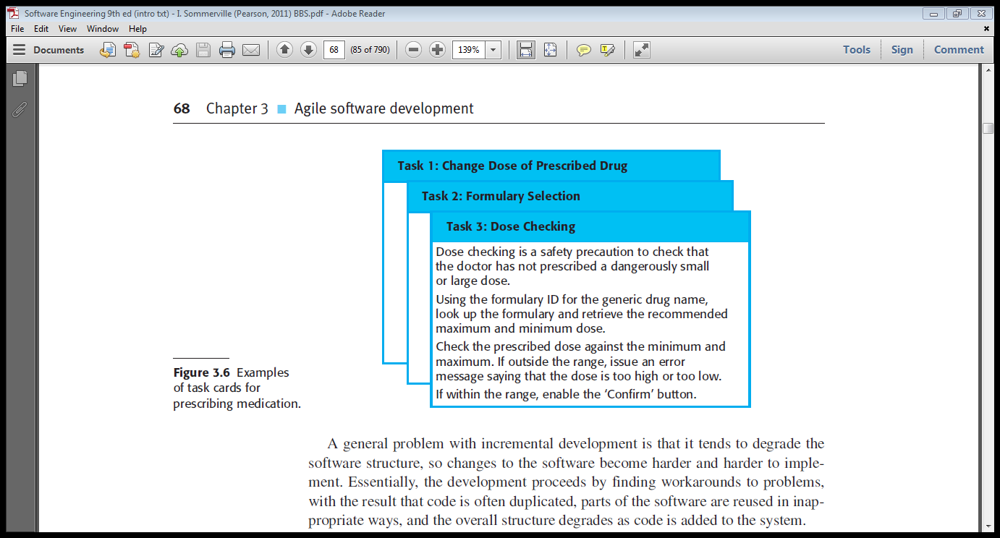 Software Engineering 9th ed (intro txt) - I. Sommerville (Pearson, 2011) BBS.pdf - Adobe Reader
File Edit View Window Help
Documents 68 (85 of 790) 139% Tools Sign Comment
68 Chapter 3 ■ Agile software development
Task 1: Change Dose of Prescribed Drug
Task 2: Formulary Selection
Task 3: Dose Checking
Dose checking is a safety precaution to check that
the doctor has not prescribed a dangerously small
or large dose.
Using the formulary ID for the generic drug name,
look up the formulary and retrieve the recommended
maximum and minimum dose.
Check the prescribed dose against the minimum and
maximum. If outside the range, issue an error
message saying that the dose is too high or too low.
If within the range, enable the ‘Confirm’ button.
Figure 3.6 Examples
of task cards for
prescribing medication.
A general problem with incremental development is that it tends to degrade the
software structure, so changes to the software become harder and harder to imple-
ment. Essentially, the development proceeds by finding workarounds to problems,
with the result that code is often duplicated, parts of the software are reused in inap-
propriate ways, and the overall structure degrades as code is added to the system.